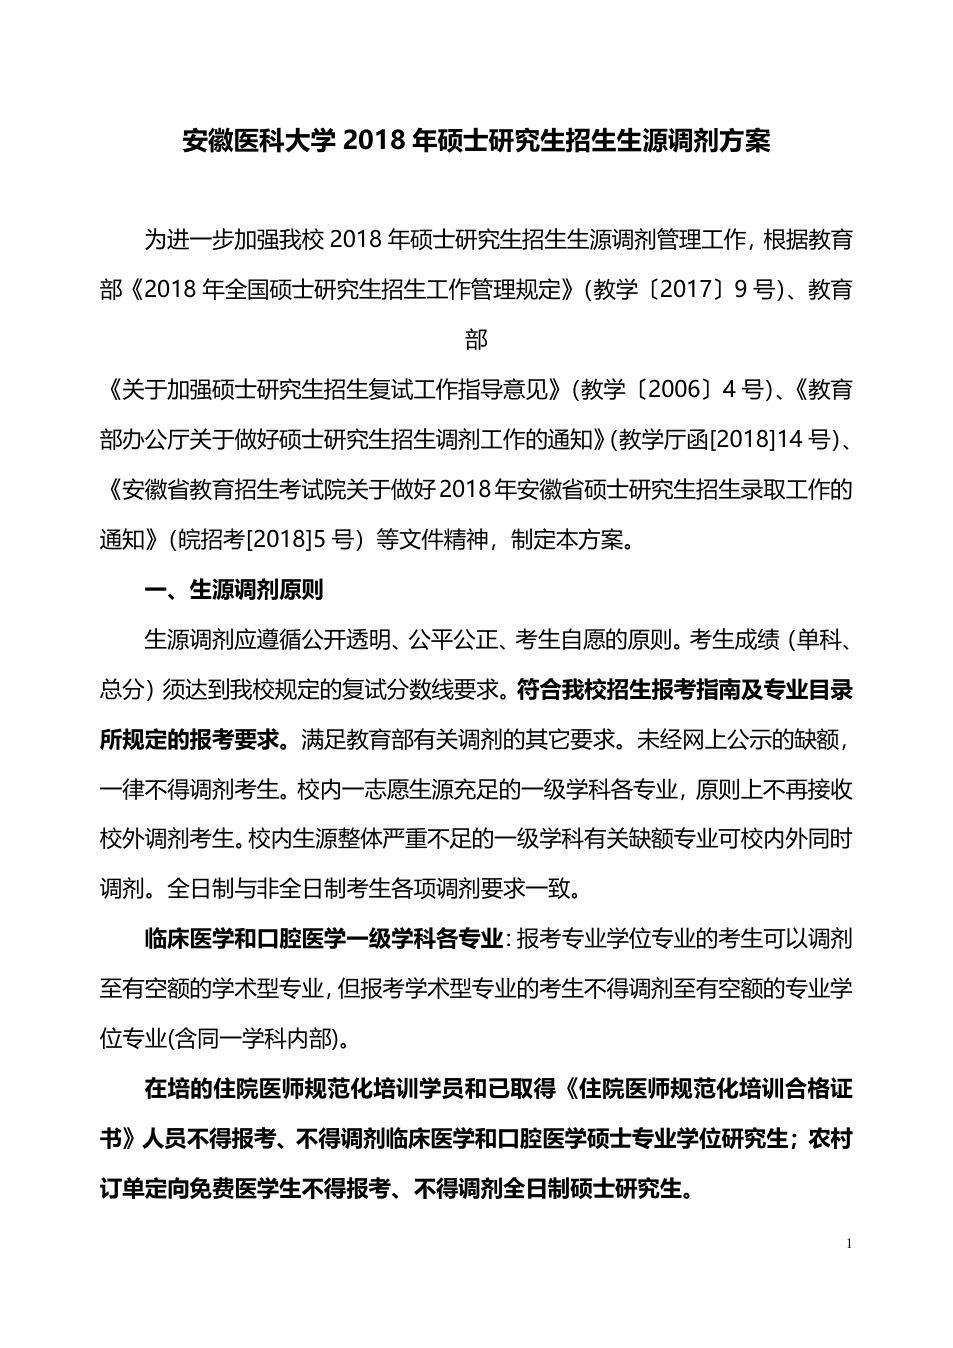 安徽医科大学 2018 年硕士研究生招生生源调剂方案
为进一步加强我校 2018 年硕士研究生招生生源调剂管理工作，根据教育
部《2018 年全国硕士研究生招生工作管理规定》（教学〔2017〕9 号）、教育
部
《关于加强硕士研究生招生复试工作指导意见》（教学〔2006〕4 号）、《教育
部办公厅关于做好硕士研究生招生调剂工作的通知》（教学厅函[2018]14 号）、
《安徽省教育招生考试院关于做好 2018 年安徽省硕士研究生招生录取工作的
通知》（皖招考[2018]5 号）等文件精神，制定本方案。
一、生源调剂原则
生源调剂应遵循公开透明、公平公正、考生自愿的原则。考生成绩（单科、
总分）须达到我校规定的复试分数线要求。符合我校招生报考指南及专业目录
所规定的报考要求。满足教育部有关调剂的其它要求。未经网上公示的缺额，
一律不得调剂考生。校内一志愿生源充足的一级学科各专业，原则上不再接收
校外调剂考生。校内生源整体严重不足的一级学科有关缺额专业可校内外同时
调剂。全日制与非全日制考生各项调剂要求一致。
临床医学和口腔医学一级学科各专业：报考专业学位专业的考生可以调剂
至有空额的学术型专业，但报考学术型专业的考生不得调剂至有空额的专业学
位专业(含同一学科内部)。
在培的住院医师规范化培训学员和已取得《住院医师规范化培训合格证
书》人员不得报考、不得调剂临床医学和口腔医学硕士专业学位研究生；农村
订单定向免费医学生不得报考、不得调剂全日制硕士研究生。
1